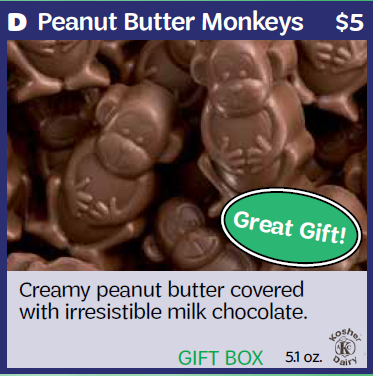 D Peanut Butter Monkeys $5
Great Gift!
Creamy peanut butter covered
with irresistible milk chocolate.
GIFT BOX 5.1 oz.
Kosher
K
Dairy